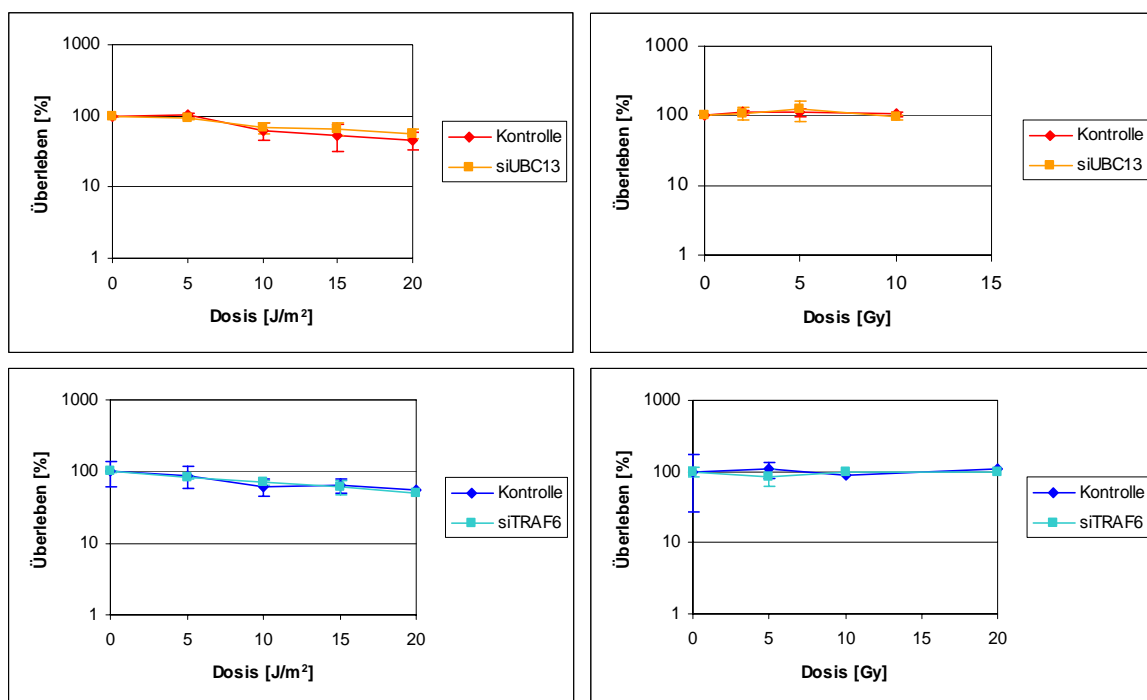 1000
100
10
1
Überleben [%]
0 5 10 15 20
Dosis [J/m²]
Kontrolle
siUBC13
1000
100
10
1
Überleben [%]
0 5 10 15
Dosis [Gy]
Kontrolle
siUBC13
1000
100
10
1
Überleben [%]
0 5 10 15 20
Dosis [J/m²]
Kontrolle
siTRAF6
1000
100
10
1
Überleben [%]
0 5 10 15 20
Dosis [Gy]
Kontrolle
siTRAF6